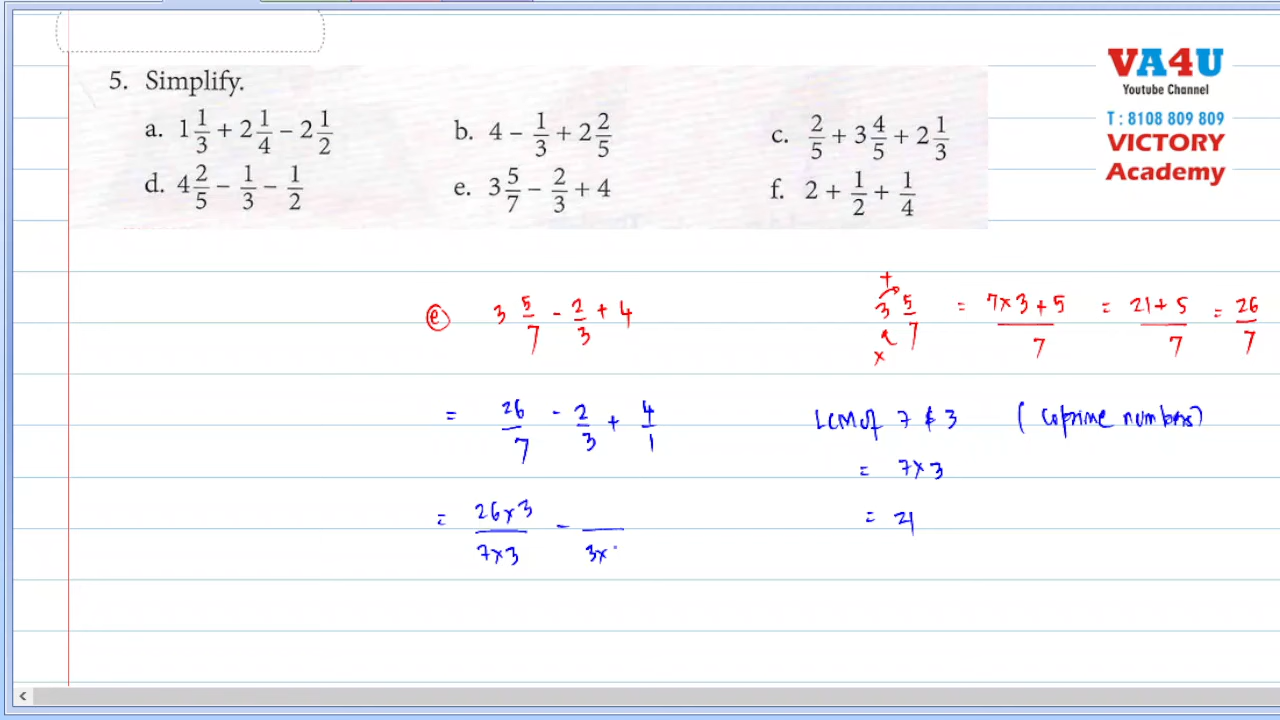 5. Simplify.
a. 1 1/3 + 2 1/4 − 2 1/2 b. 4 − 1/3 + 2 2/5 c. 2/5 + 3 4/5 + 2 1/3
d. 4 2/5 − 1/3 − 1/2 e. 3 5/7 − 2/3 + 4 f. 2 + 1/2 + 1/4
VA4U
Youtube Channel
T : 8108 809 809
VICTORY
Academy
(e) 3 5/7 − 2/3 + 4
+ 3 5/7 × = (7×3+5)/7 = (21+5)/7 = 26/7
= 26/7 − 2/3 + 4/1
LCM of 7 & 3 (coprime numbers)
= 7×3
= 21
= (26×3)/(7×3) − /(3×